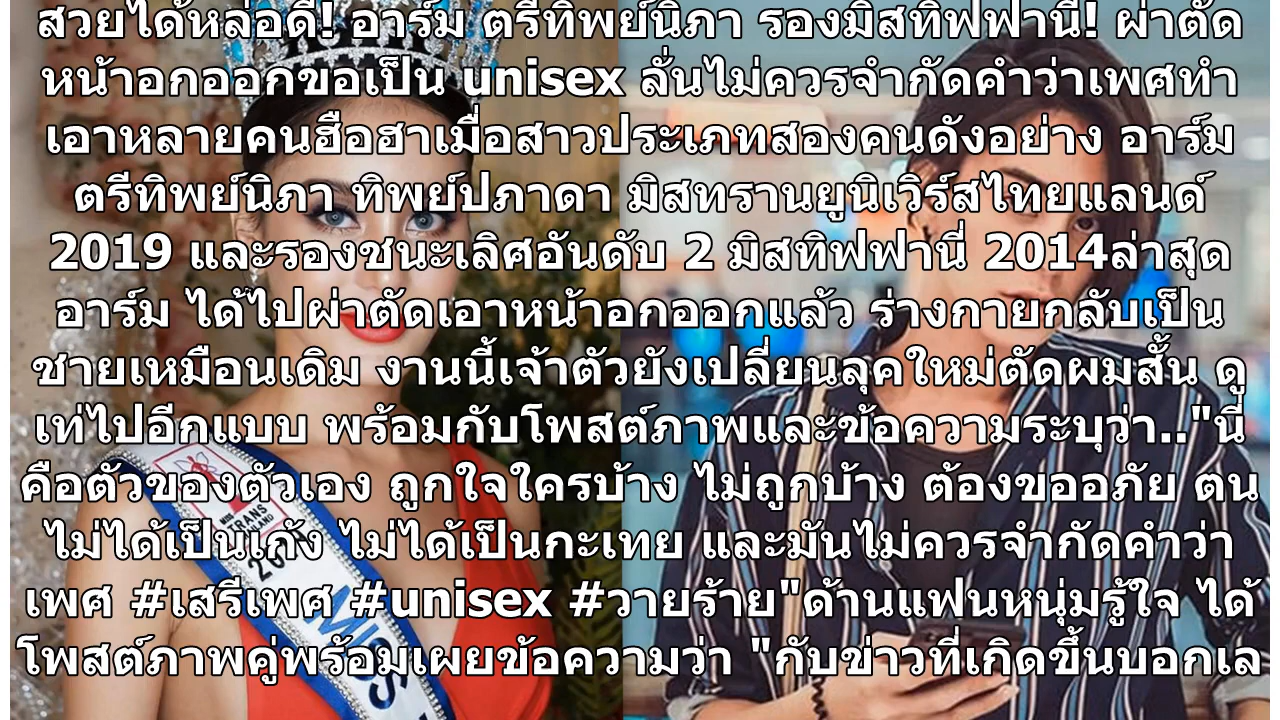 สวยได้หล่อดี! อาร์ม ตรีทิพย์นิภา รองมิสทิฟฟานี่! ผ่าตัด
หน้าอกออกขอเป็น unisex ลั่นไม่ควรจำกัดคำว่าเพศทำ
เอาหลายคนฮือฮาเมื่อสาวประเภทสองคนดังอย่าง อาร์ม
ตรีทิพย์นิภา ทิพย์ปภาดา มิสทรานยูนิเวิร์สไทยแลนด์
2019 และรองชนะเลิศอันดับ 2 มิสทิฟฟานี่ 2014ล่าสุด
อาร์ม ได้ไปผ่าตัดเอาหน้าอกออกแล้ว ร่างกายกลับเป็น
ชายเหมือนเดิม งานนี้เจ้าตัวยังเปลี่ยนลุคใหม่ตัดผมสั้น ดู
เท่ไปอีกแบบ พร้อมกับโพสต์ภาพและข้อความระบุว่า.."นี่
คือตัวของตัวเอง ถูกใจใครบ้าง ไม่ถูกบ้าง ต้องขออภัย ตน
ไม่ได้เป็นเก้ง ไม่ได้เป็นกะเทย และมันไม่ควรจำกัดคำว่า
เพศ #เสรีเพศ #unisex #วายร้าย"ด้านแฟนหนุ่มรู้ใจ ได้
โพสต์ภาพคู่พร้อมเผยข้อความว่า "กับข่าวที่เกิดขึ้นบอกเล
MISS
TRANS